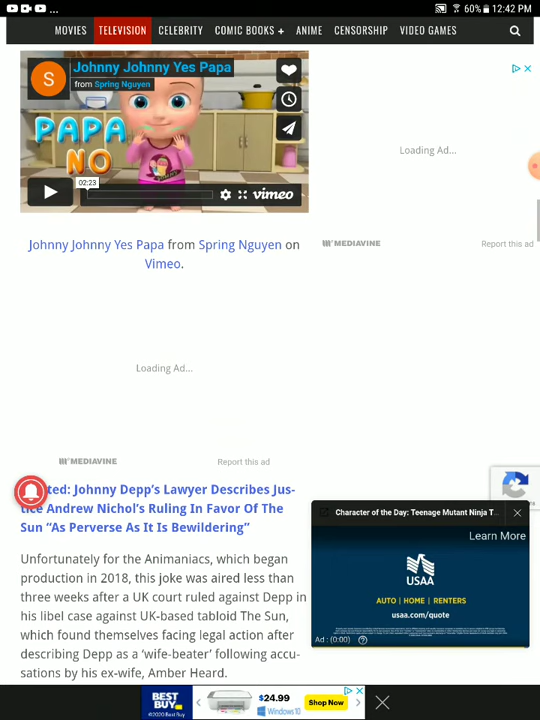 60% 12:42 PM
MOVIES TELEVISION CELEBRITY COMIC BOOKS + ANIME CENSORSHIP VIDEO GAMES
S
Johnny Johnny Yes Papa
from Spring Nguyen
PAPA
NO
02:23
vimeo
Loading Ad...
MEDIAVINE
Report this ad
Johnny Johnny Yes Papa from Spring Nguyen on
Vimeo.
Loading Ad...
MEDIAVINE
Report this ad
ted: Johnny Depp’s Lawyer Describes Jus-
tice Andrew Nichol’s Ruling In Favor Of The
Sun “As Perverse As It Is Bewildering”
Unfortunately for the Animaniacs, which began
production in 2018, this joke was aired less than
three weeks after a UK court ruled against Depp in
his libel case against UK-based tabloid The Sun,
which found themselves facing legal action after
describing Depp as a ‘wife-beater’ following accu-
sations by his ex-wife, Amber Heard.
Character of the Day: Teenage Mutant Ninja T...
Learn More
USAA
AUTO | HOME | RENTERS
usaa.com/quote
Ad : (0:00)
BEST
BUY
©2020 Best Buy
$24.99
Windows 10
Shop Now